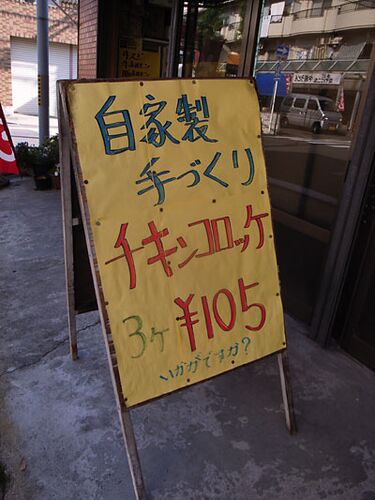 自家製
手づくり
チキンコロッケ
3ヶ ¥105
いかがですか?